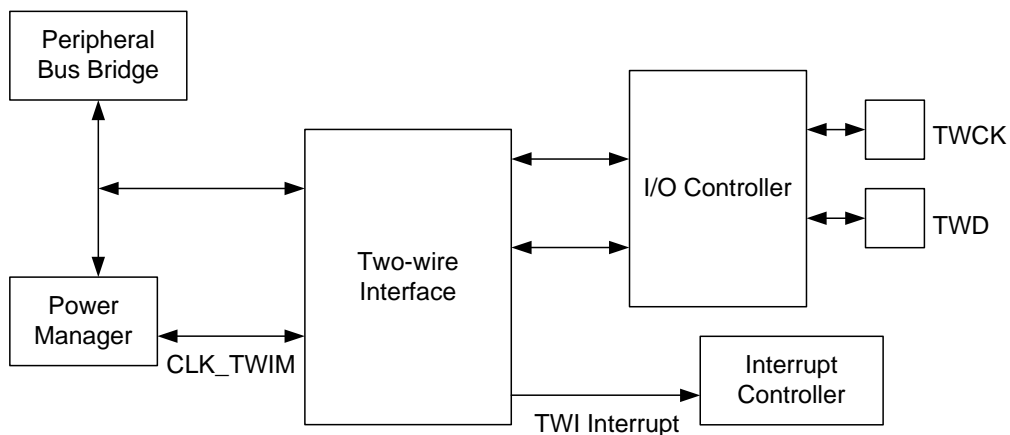 Peripheral
Bus Bridge
TWCK
I/O Controller
TWD
Two-wire
Interface
Power
Manager
CLK_TWIM
Interrupt
Controller
TWI Interrupt